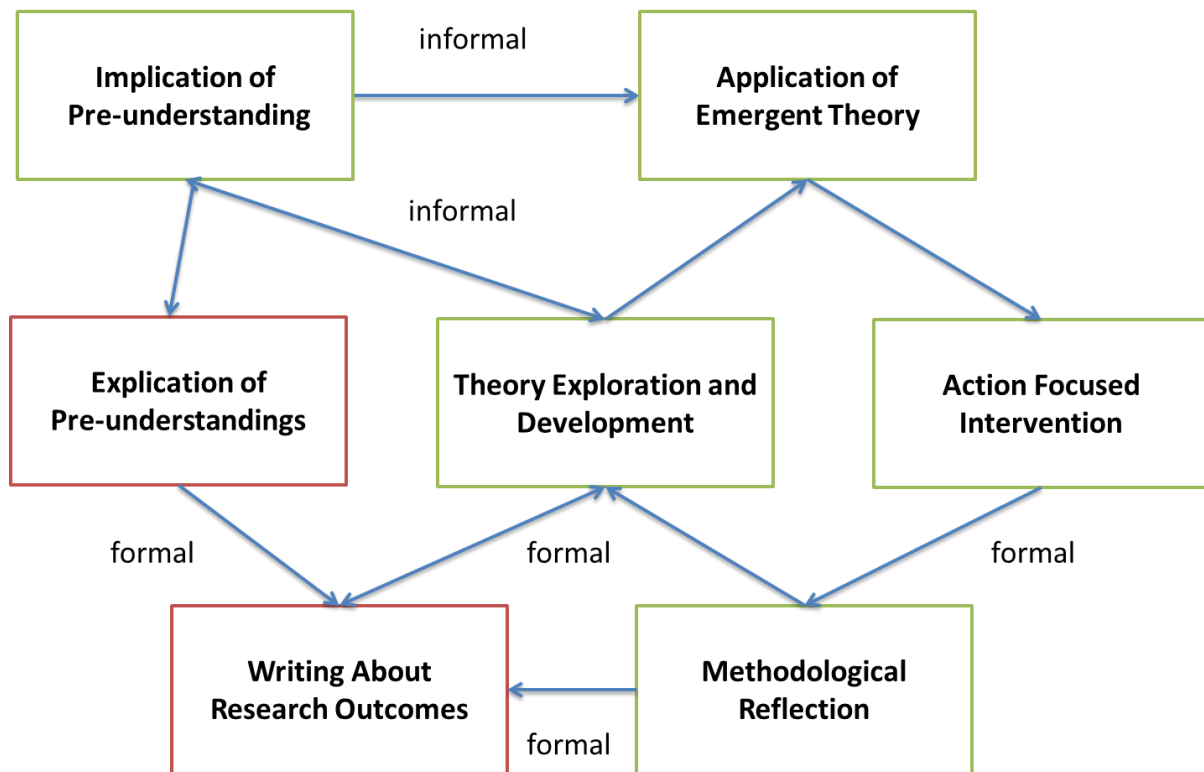 informal
Implication of
Pre-understanding
Application of
Emergent Theory
informal
Explication of
Pre-understandings
Theory Exploration and
Development
Action Focused
Intervention
formal
formal
formal
Writing About
Research Outcomes
Methodological
Reflection
formal